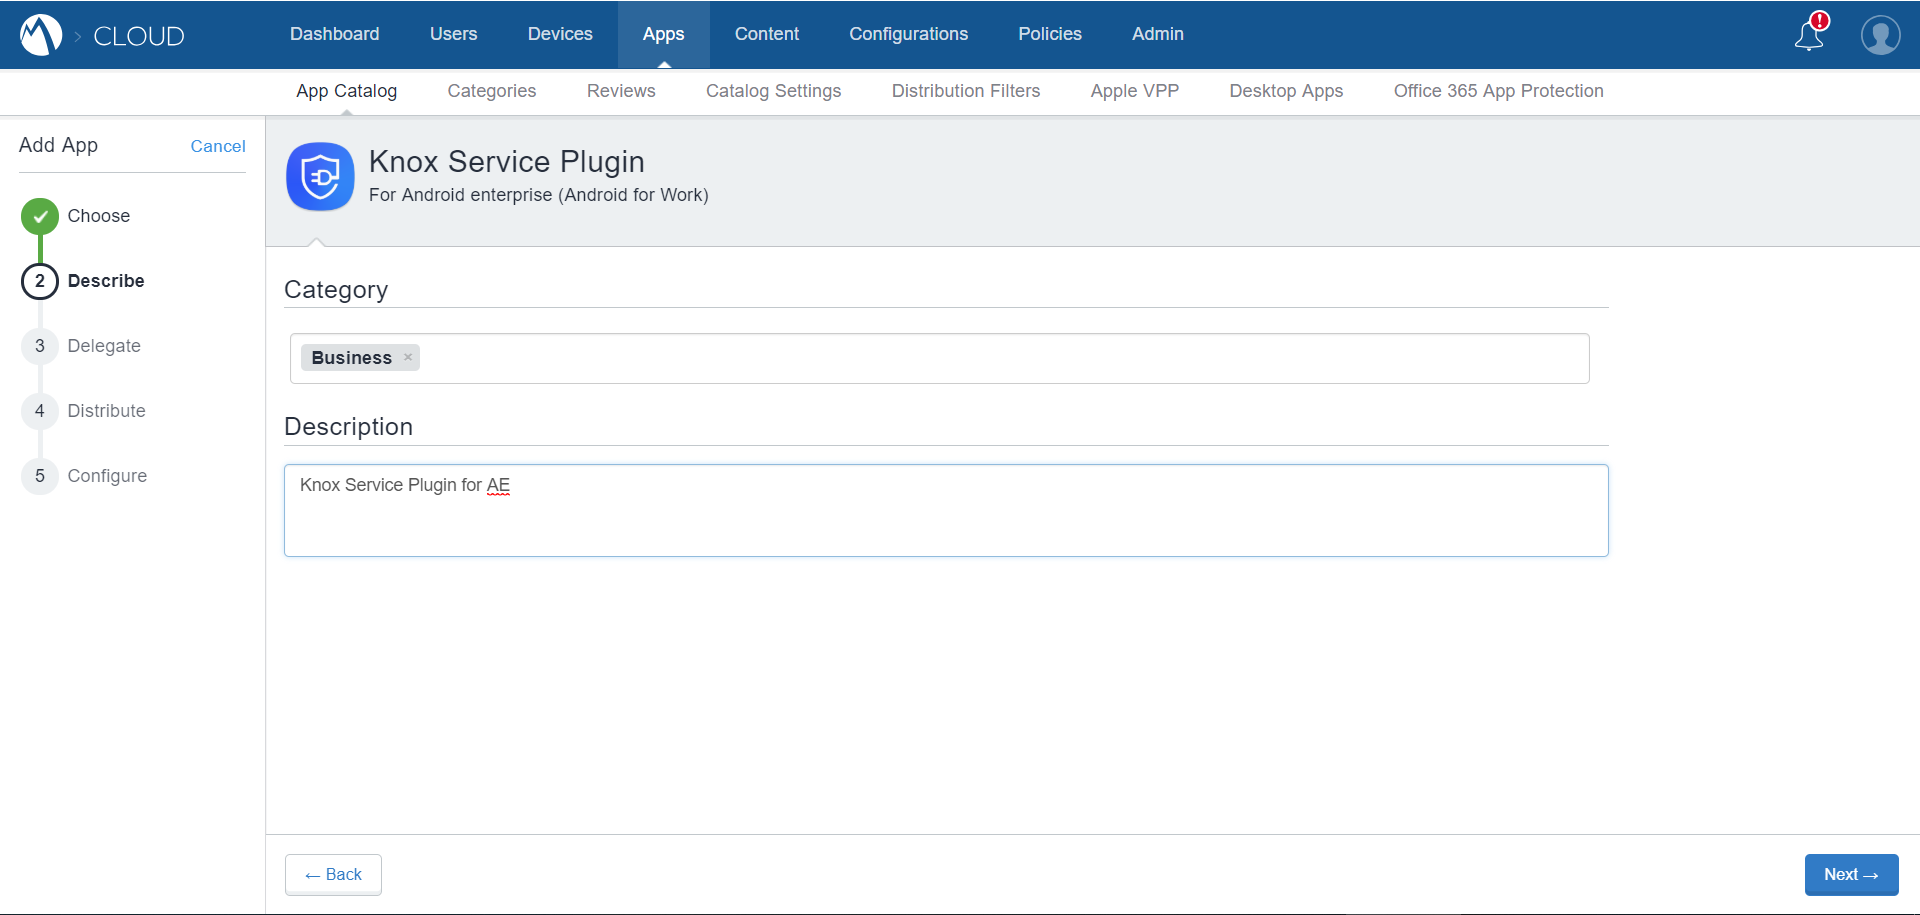 > CLOUD Dashboard Users Devices Apps Content Configurations Policies Admin !
App Catalog Categories Reviews Catalog Settings Distribution Filters Apple VPP Desktop Apps Office 365 App Protection
Add App Cancel
Choose
2 Describe
3 Delegate
4 Distribute
5 Configure
Knox Service Plugin
For Android enterprise (Android for Work)
Category
Business ×
Description
Knox Service Plugin for AE
← Back
Next →